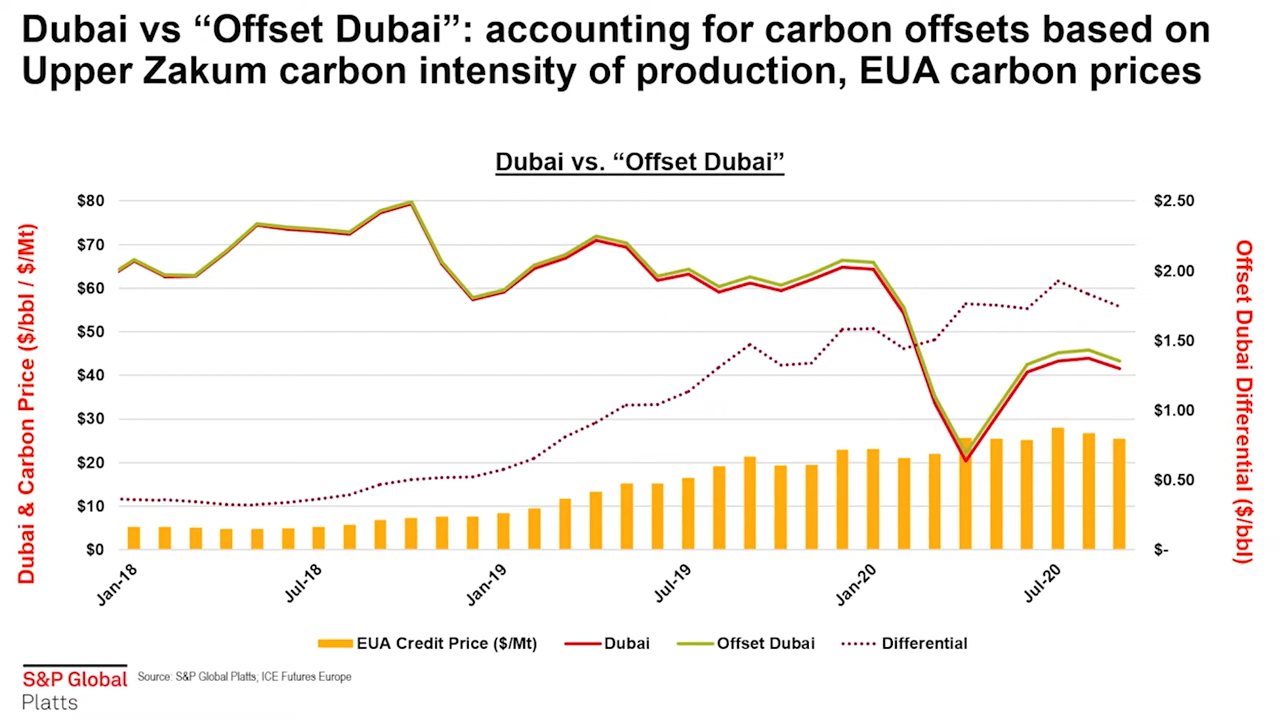 Dubai vs “Offset Dubai”: accounting for carbon offsets based on
Upper Zakum carbon intensity of production, EUA carbon prices
Dubai vs. “Offset Dubai”
Dubai & Carbon Price ($/bbl / $/Mt)
$80
$70
$60
$50
$40
$30
$20
$10
$0
$2.50
$2.00
$1.50
$1.00
$0.50
$-
Offset Dubai Differential ($/bbl)
Jan-18
Jul-18
Jan-19
Jul-19
Jan-20
Jul-20
EUA Credit Price ($/Mt)
Dubai
Offset Dubai
Differential
S&P Global
Platts
Source: S&P Global Platts, ICE Futures Europe